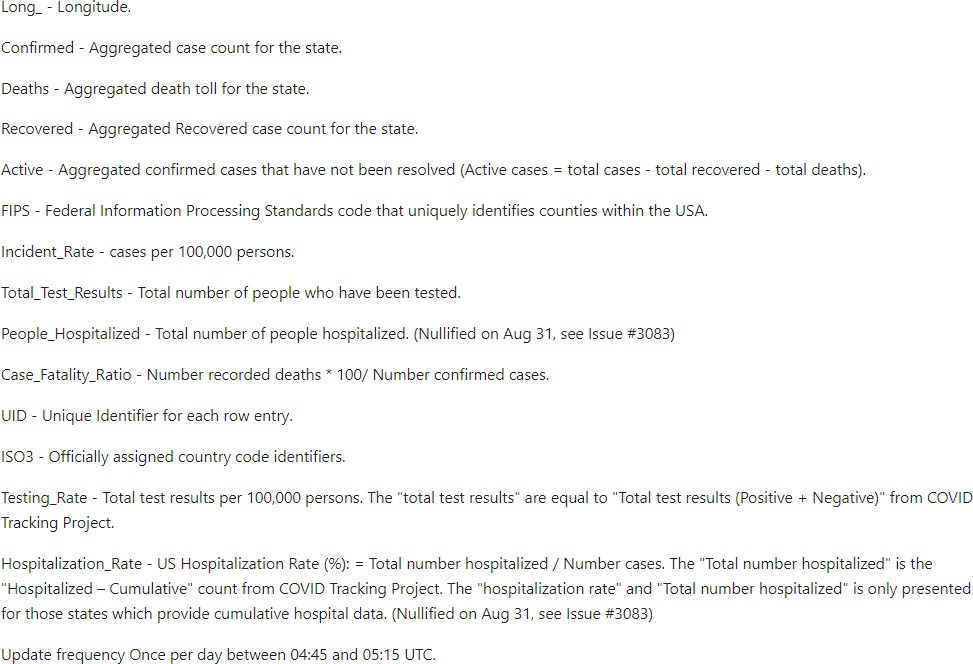 Long_ - Longitude.
Confirmed - Aggregated case count for the state.
Deaths - Aggregated death toll for the state.
Recovered - Aggregated Recovered case count for the state.
Active - Aggregated confirmed cases that have not been resolved (Active cases = total cases - total recovered - total deaths).
FIPS - Federal Information Processing Standards code that uniquely identifies counties within the USA.
Incident_Rate - cases per 100,000 persons.
Total_Test_Results - Total number of people who have been tested.
People_Hospitalized - Total number of people hospitalized. (Nullified on Aug 31, see Issue #3083)
Case_Fatality_Ratio - Number recorded deaths * 100/ Number confirmed cases.
UID - Unique Identifier for each row entry.
ISO3 - Officially assigned country code identifiers.
Testing_Rate - Total test results per 100,000 persons. The "total test results" are equal to "Total test results (Positive + Negative)" from COVID
Tracking Project.
Hospitalization_Rate - US Hospitalization Rate (%): = Total number hospitalized / Number cases. The "Total number hospitalized" is the
"Hospitalized – Cumulative" count from COVID Tracking Project. The "hospitalization rate" and "Total number hospitalized" is only presented
for those states which provide cumulative hospital data. (Nullified on Aug 31, see Issue #3083)
Update frequency Once per day between 04:45 and 05:15 UTC.